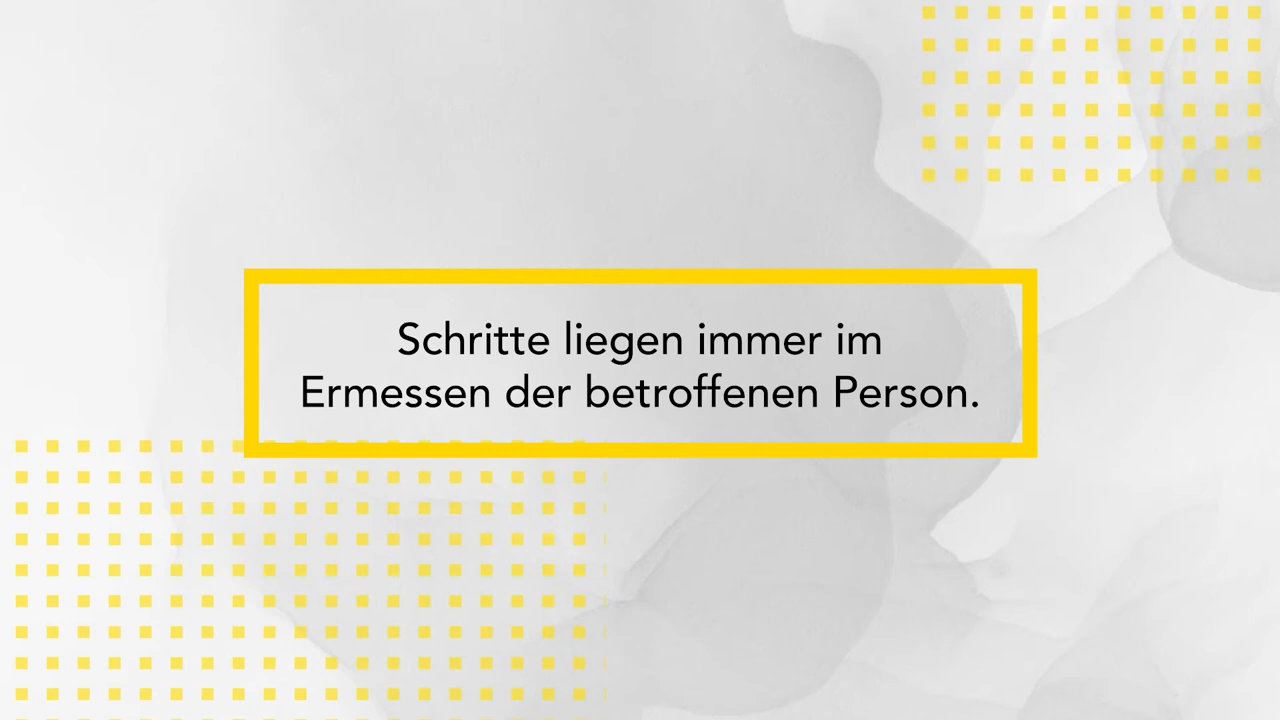 Schritte liegen immer im
Ermessen der betroffenen Person.